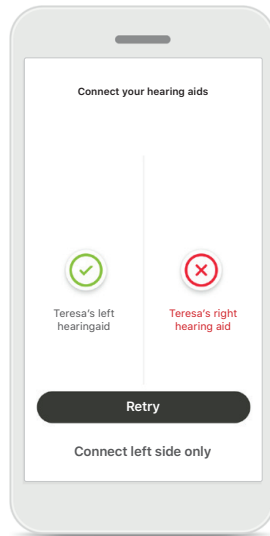 Connect your hearing aids
Teresa's left
hearingaid
Teresa's right
hearing aid
Retry
Connect left side only